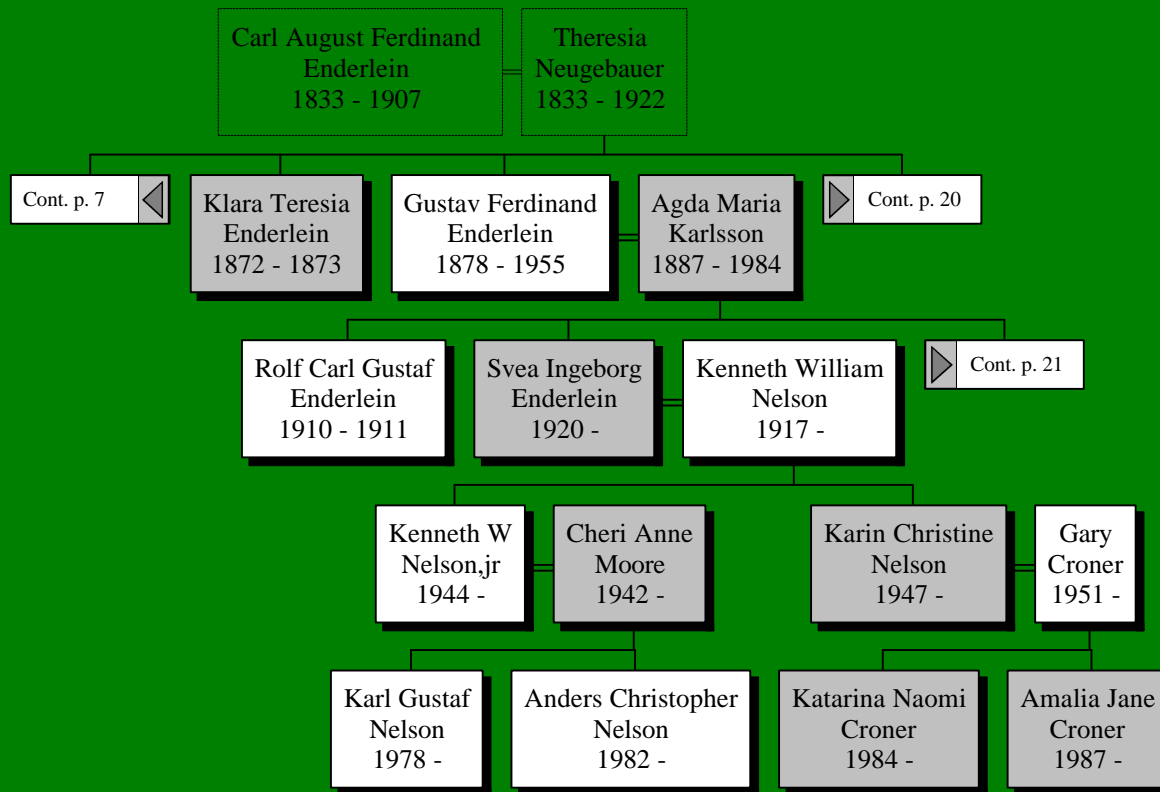 Carl August Ferdinand
Enderlein
1833 - 1907
Theresia
Neugebauer
1833 - 1922
Cont. p. 7
Klara Teresia
Enderlein
1872 - 1873
Gustav Ferdinand
Enderlein
1878 - 1955
Agda Maria
Karlsson
1887 - 1984
Cont. p. 20
Rolf Carl Gustaf
Enderlein
1910 - 1911
Svea Ingeborg
Enderlein
1920 -
Kenneth William
Nelson
1917 -
Cont. p. 21
Kenneth W
Nelson,jr
1944 -
Cheri Anne
Moore
1942 -
Karin Christine
Nelson
1947 -
Gary
Croner
1951 -
Karl Gustaf
Nelson
1978 -
Anders Christopher
Nelson
1982 -
Katarina Naomi
Croner
1984 -
Amalia Jane
Croner
1987 -